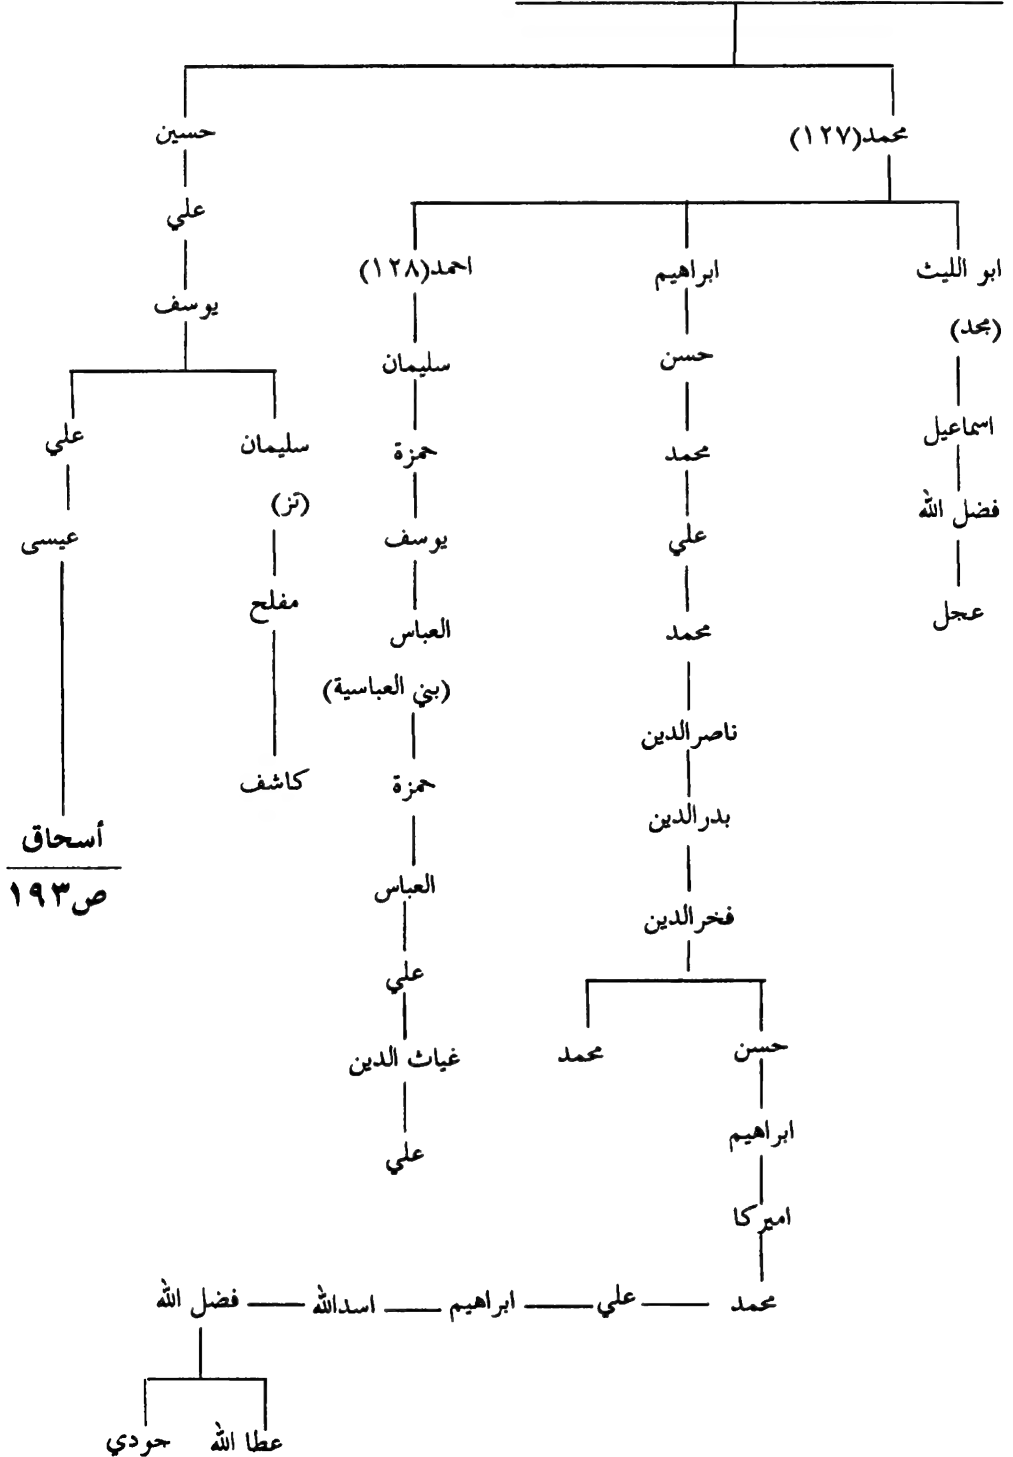 محمد(١٢٧)
حسين
علي
يوسف
ابو الليث
(مجد)
ابراهيم
احمد(١٢٨)
اسماعيل
فضل الله
عجل
حسن
محمد
علي
محمد
ناصرالدين
بدرالدين
فخرالدين
حسن
محمد
ابراهيم
اميركا
محمد
علي
ابراهيم
اسدالله
فضل الله
عطا الله
حودي
سليمان
حمزة
يوسف
العباس
(بني العباسية)
حمزة
العباس
علي
غياث الدين
علي
سليمان
(تز)
مفلح
كاشف
علي
عيسى
أسحاق
ص١٩٣